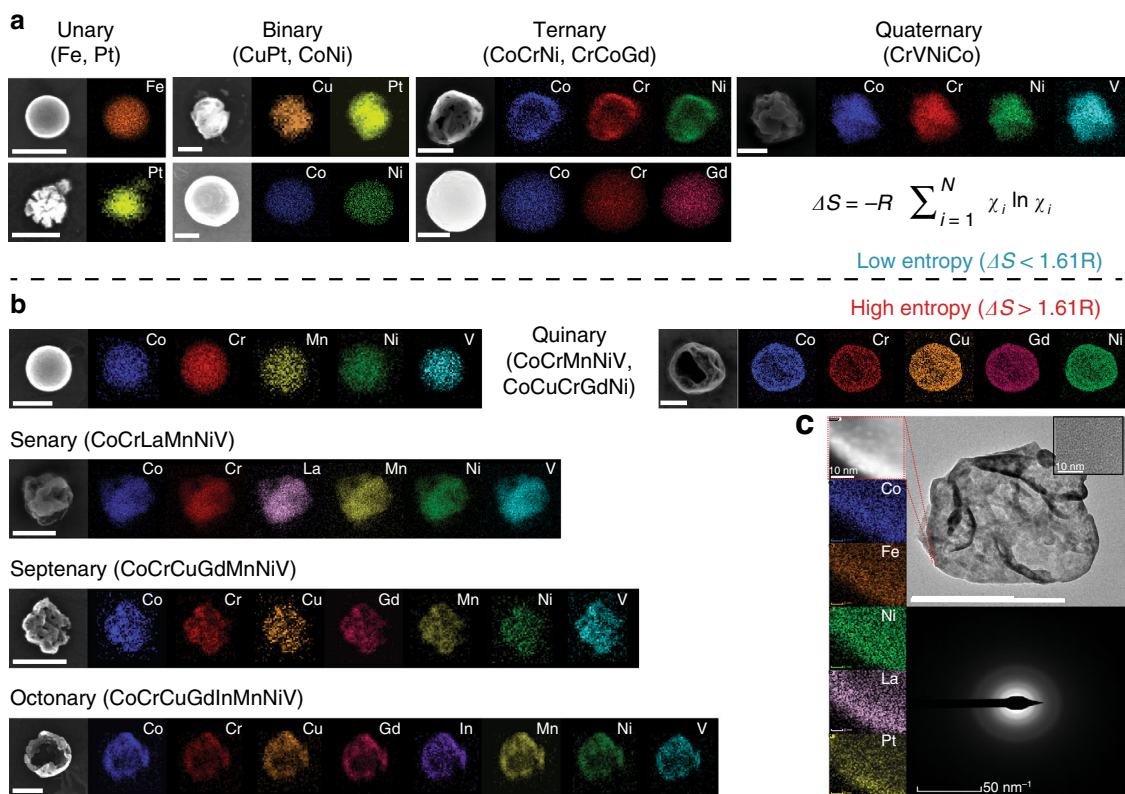 a
Unary
(Fe, Pt)
Binary
(CuPt, CoNi)
Ternary
(CoCrNi, CrCoGd)
Quaternary
(CrVNiCo)
Fe
Cu
Pt
Co
Cr
Ni
Co
Cr
Ni
V
Pt
Co
Ni
Co
Cr
Gd
ΔS = –R ∑ᵢ₌₁ᴺ χᵢ ln χᵢ
Low entropy (ΔS < 1.61R)
b
High entropy (ΔS > 1.61R)
Co
Cr
Mn
Ni
V
Quinary
(CoCrMnNiV,
CoCuCrGdNi)
Co
Cr
Cu
Gd
Ni
Senary (CoCrLaMnNiV)
Co
Cr
La
Mn
Ni
V
Septenary (CoCrCuGdMnNiV)
Co
Cr
Cu
Gd
Mn
Ni
V
Octonary (CoCrCuGdInMnNiV)
Co
Cr
Cu
Gd
In
Mn
Ni
V
c
10 nm
10 nm
Co
Fe
Ni
La
Pt
50 nm⁻¹